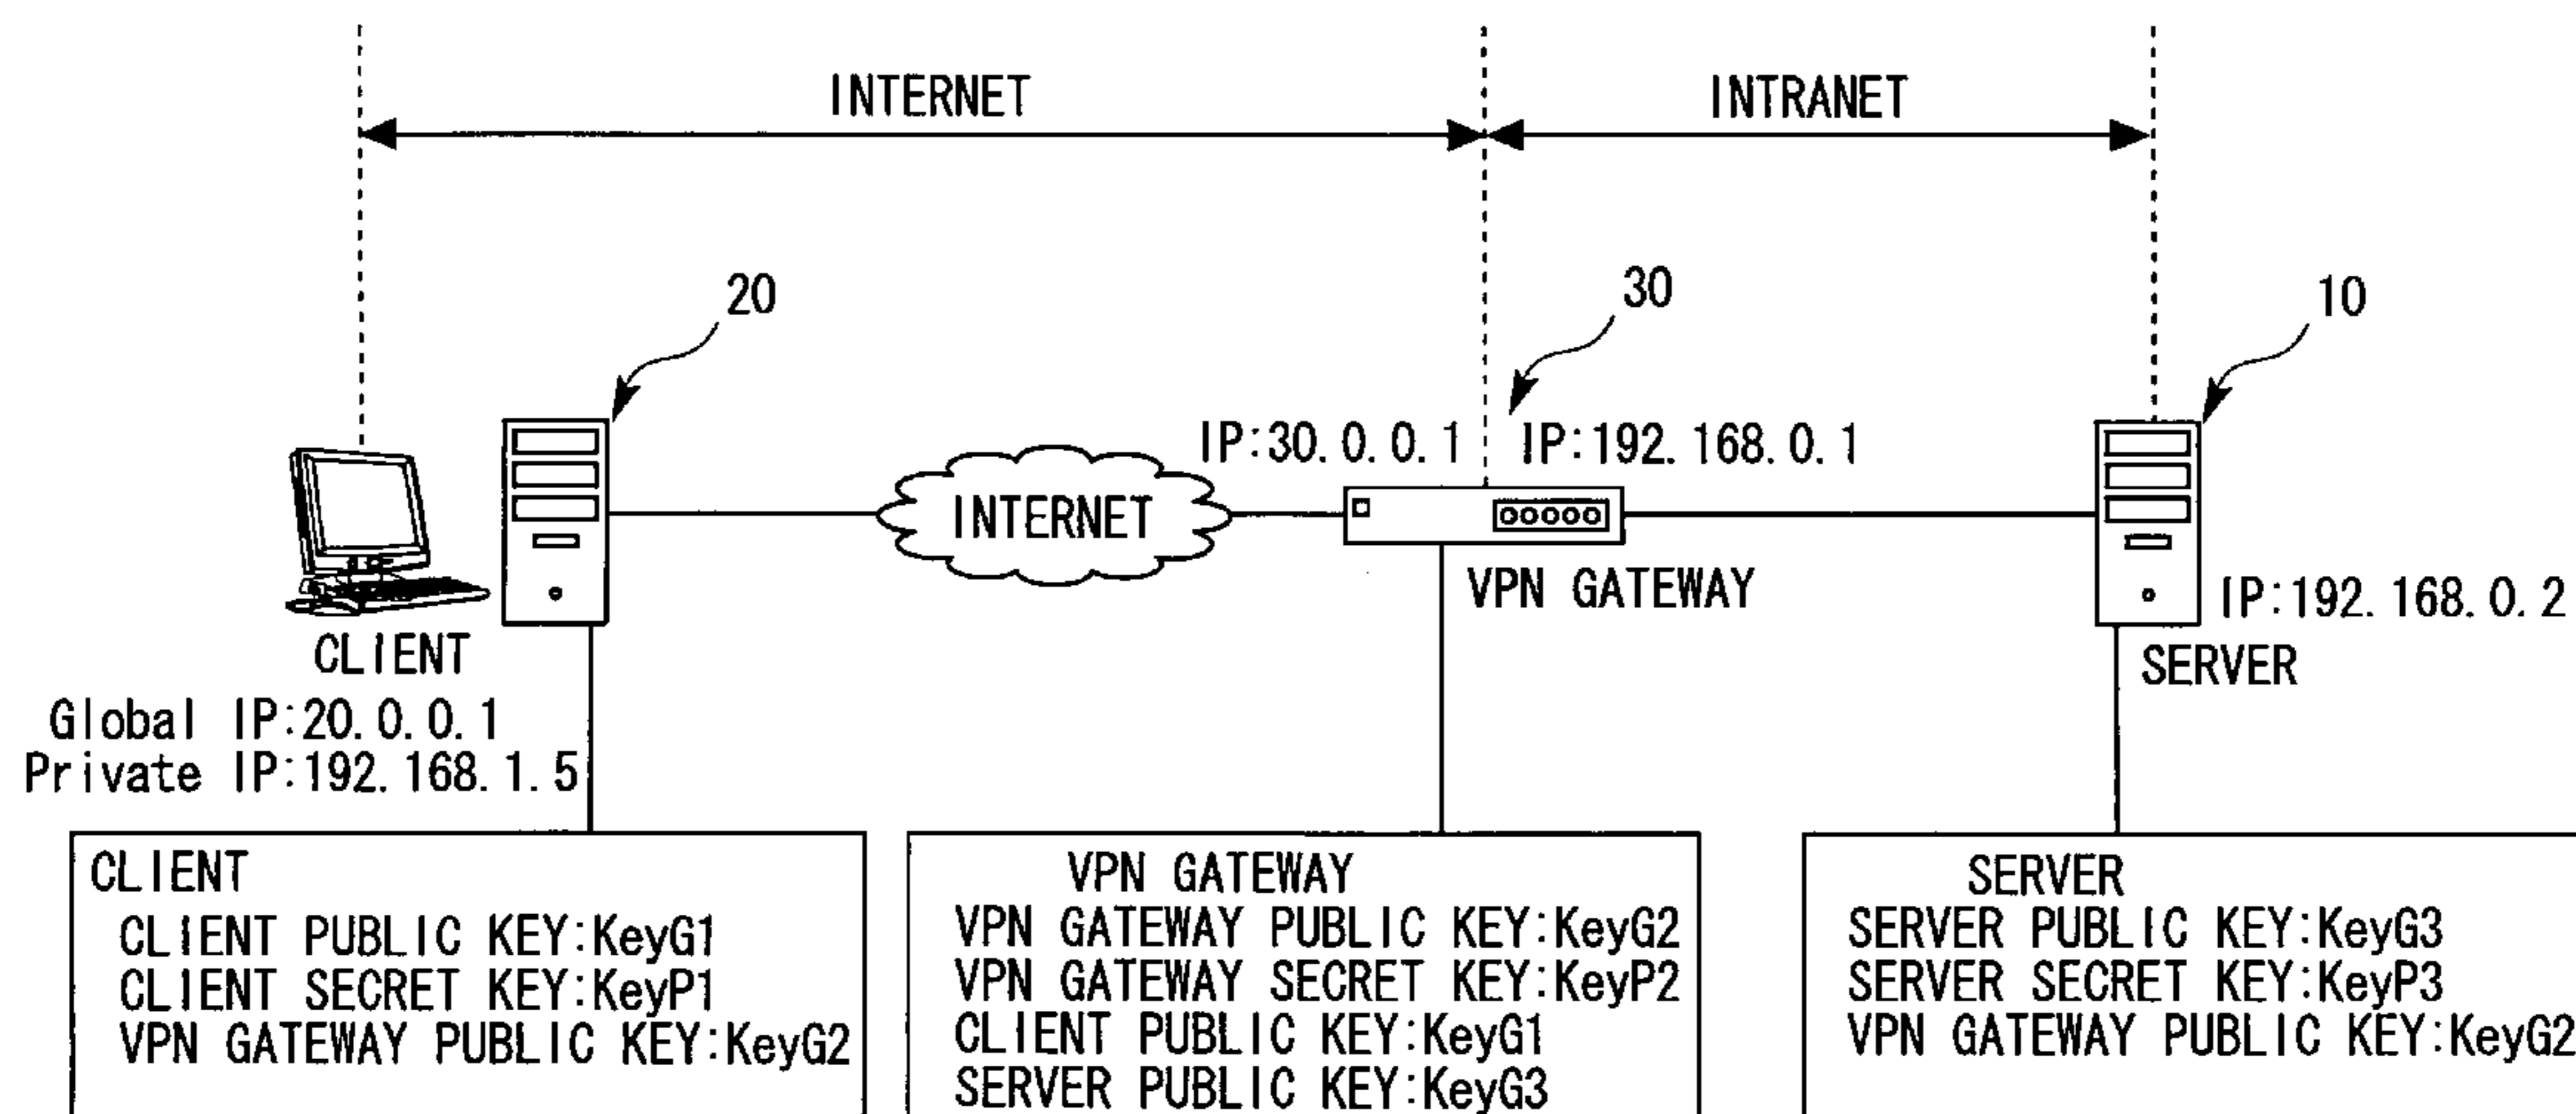 INTERNET
INTRANET
20
30
10
IP:30.0.0.1
IP:192.168.0.1
INTERNET
VPN GATEWAY
IP:192.168.0.2
CLIENT
SERVER
Global IP:20.0.0.1
Private IP:192.168.1.5
CLIENT
CLIENT PUBLIC KEY:KeyG1
CLIENT SECRET KEY:KeyP1
VPN GATEWAY PUBLIC KEY:KeyG2
VPN GATEWAY
VPN GATEWAY PUBLIC KEY:KeyG2
VPN GATEWAY SECRET KEY:KeyP2
CLIENT PUBLIC KEY:KeyG1
SERVER PUBLIC KEY:KeyG3
SERVER
SERVER PUBLIC KEY:KeyG3
SERVER SECRET KEY:KeyP3
VPN GATEWAY PUBLIC KEY:KeyG2